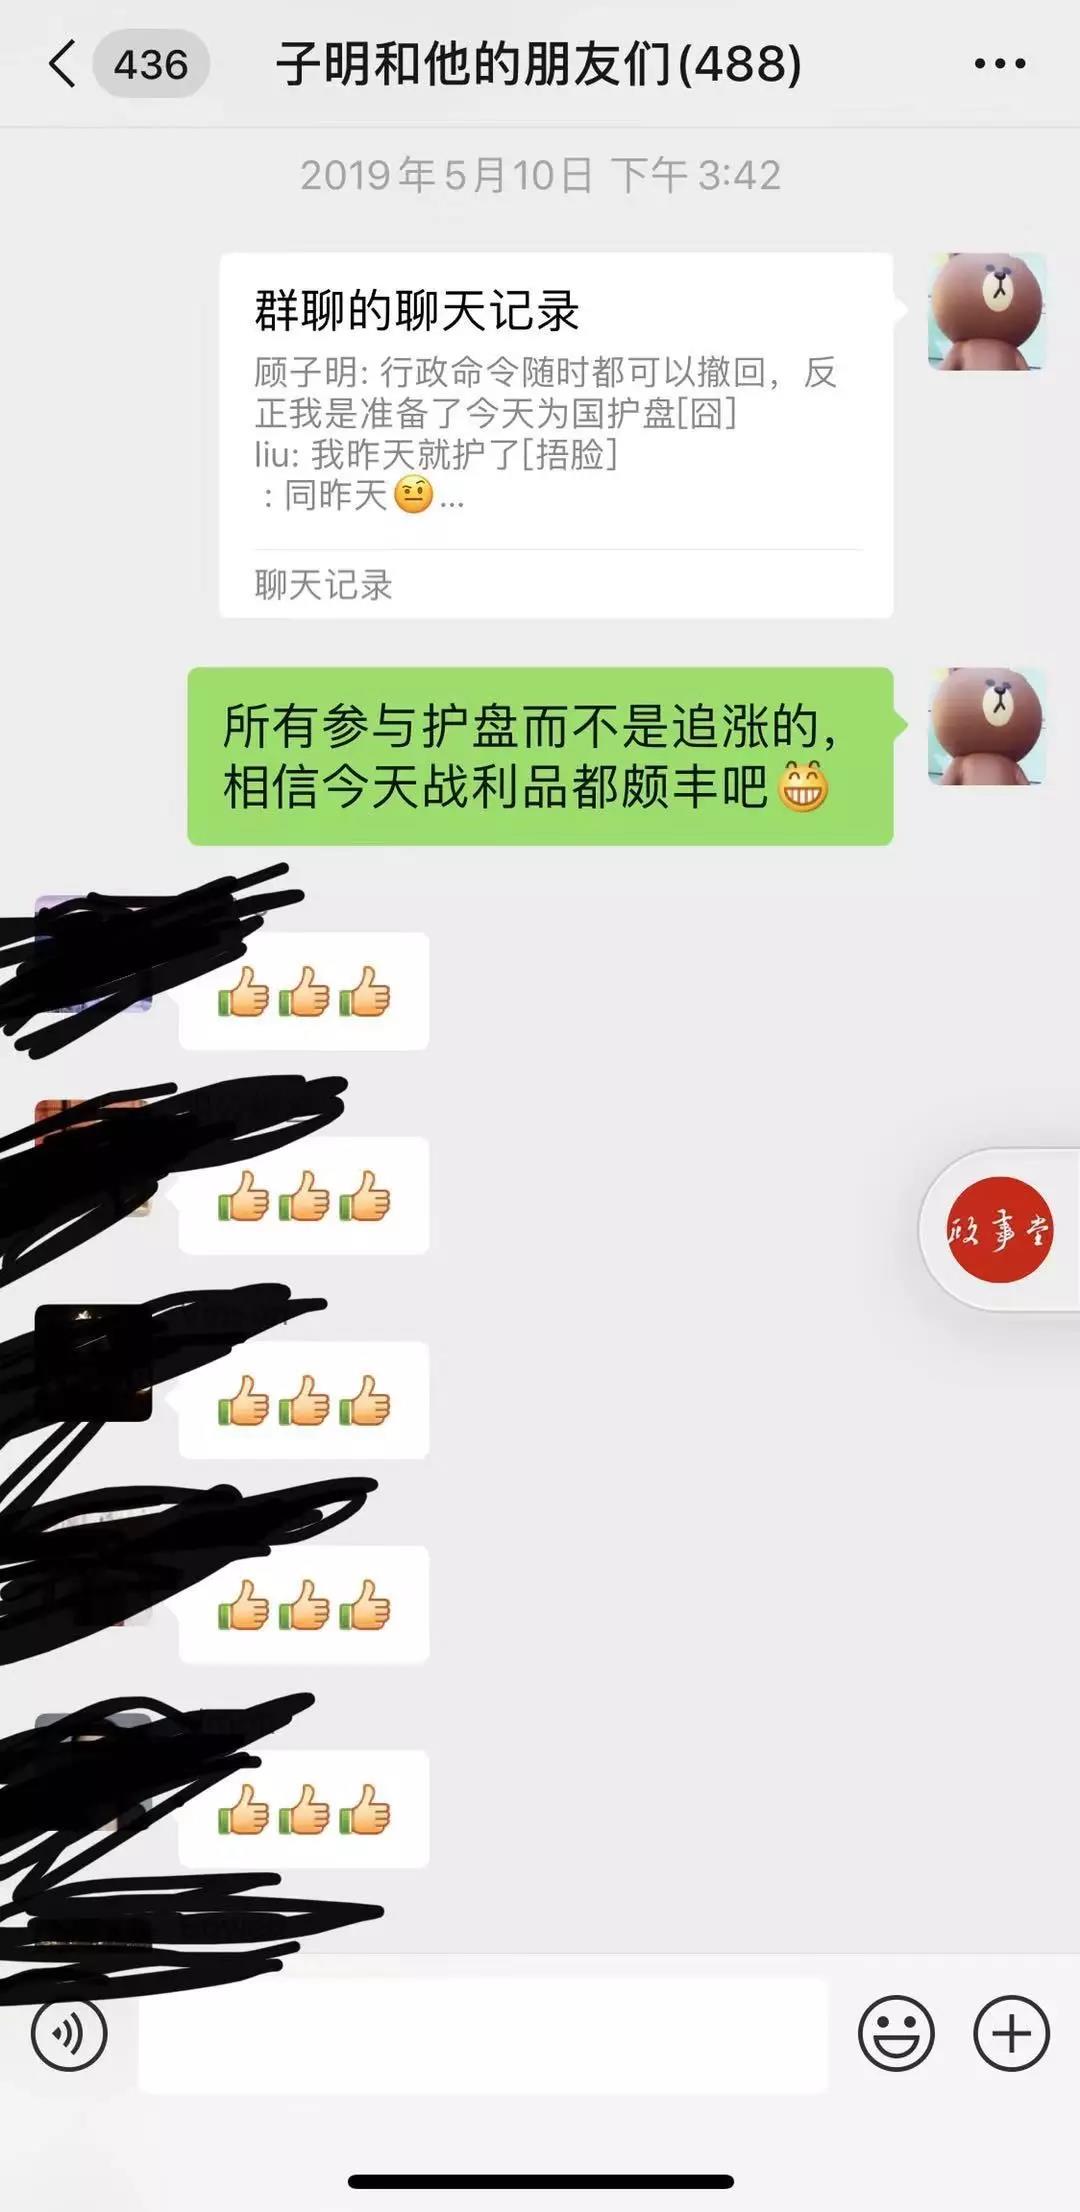 436
子明和他的朋友们(488)
2019年5月10日 下午3:42
群聊的聊天记录
顾子明: 行政命令随时都可以撤回，反
正我是准备了今天为国护盘[囧]
liu: 我昨天就护了[捂脸]
: 同昨天🤨...
聊天记录
所有参与护盘而不是追涨的，
相信今天战利品都颇丰吧😁
👍👍👍
👍👍👍
政事堂
👍👍👍
👍👍👍
👍👍👍